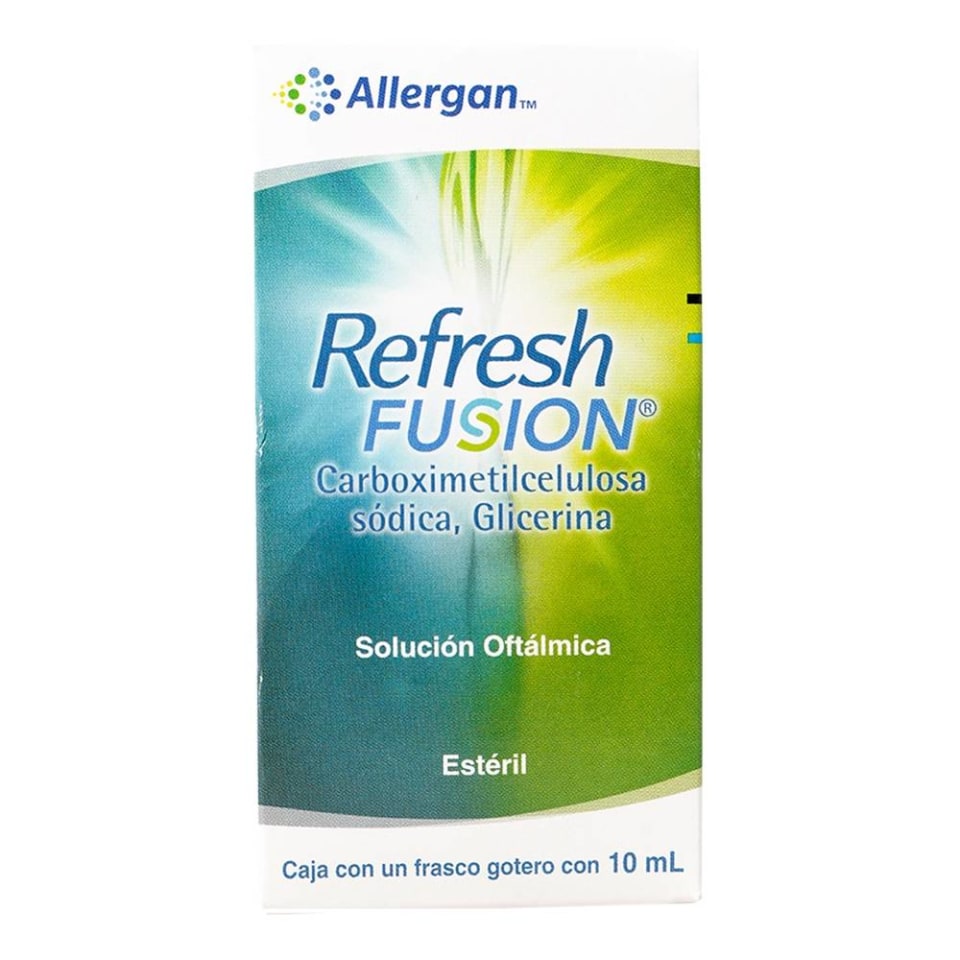 Allergan™
Refresh
FUSION®
Carboximetilcelulosa
sódica, Glicerina
Solución Oftálmica
Estéril
Caja con un frasco gotero con 10 mL